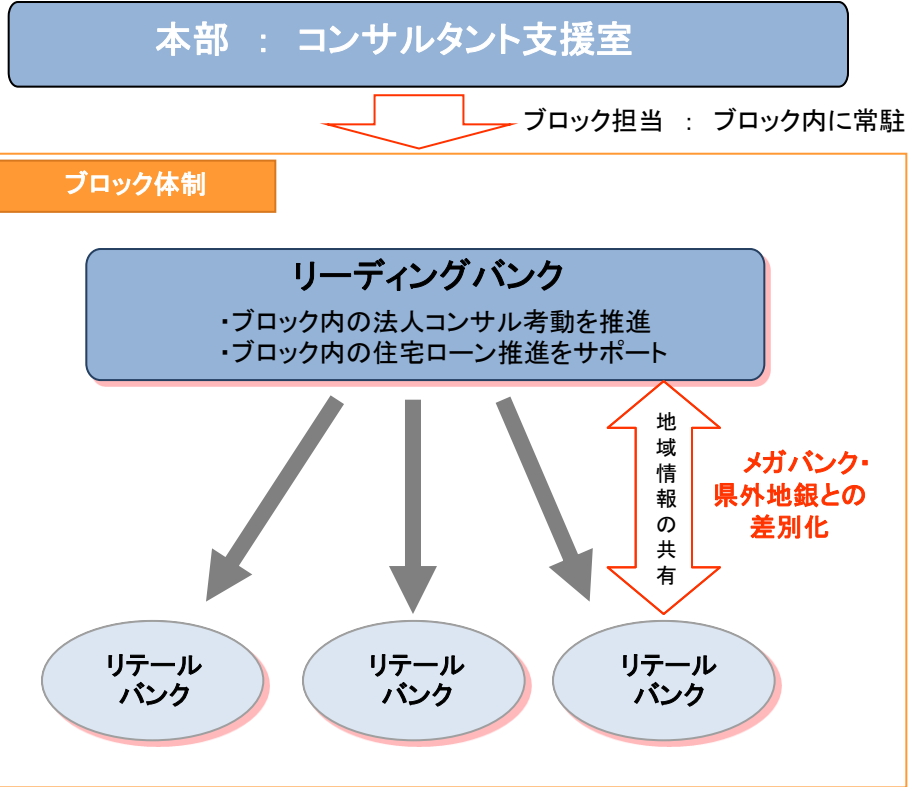 本部 ： コンサルタント支援室
ブロック担当 ： ブロック内に常駐
ブロック体制
リーディングバンク
・ブロック内の法人コンサル考動を推進
・ブロック内の住宅ローン推進をサポート
地域情報の共有
メガバンク・
県外地銀との
差別化
リテール
バンク
リテール
バンク
リテール
バンク